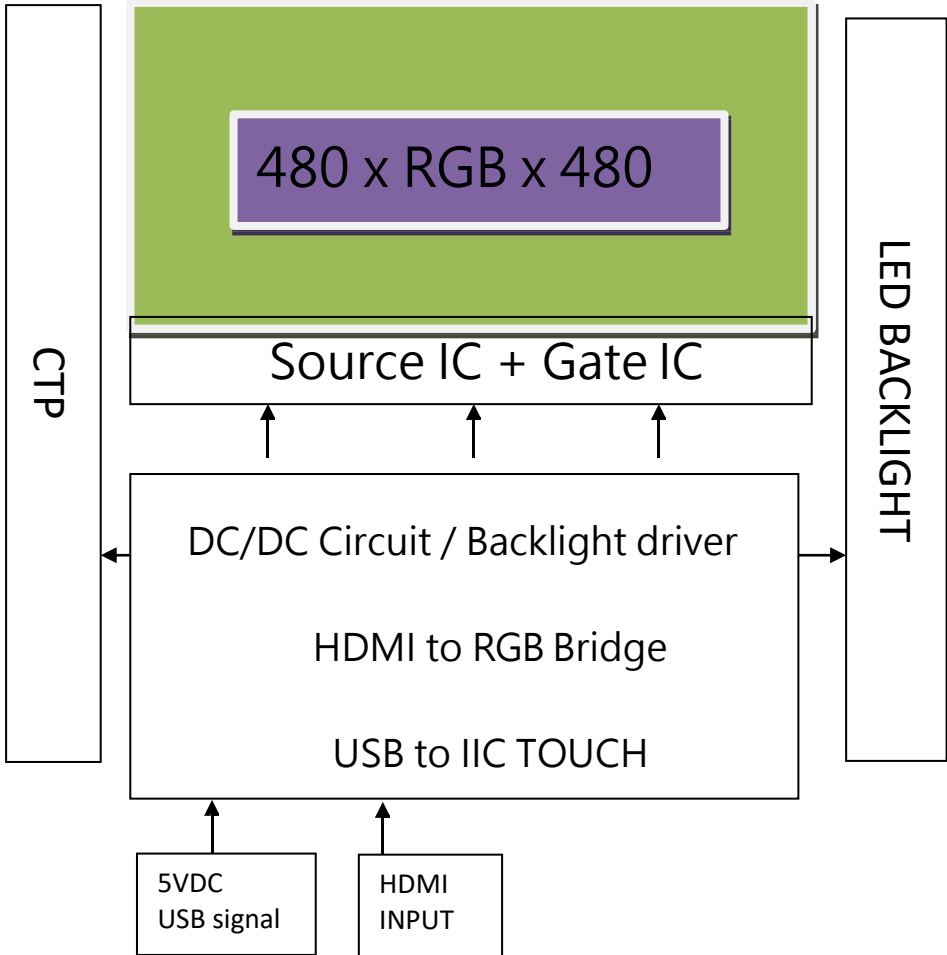 480 x RGB x 480
Source IC + Gate IC
CTP
LED BACKLIGHT
DC/DC Circuit / Backlight driver
HDMI to RGB Bridge
USB to IIC TOUCH
5VDC
USB signal
HDMI
INPUT